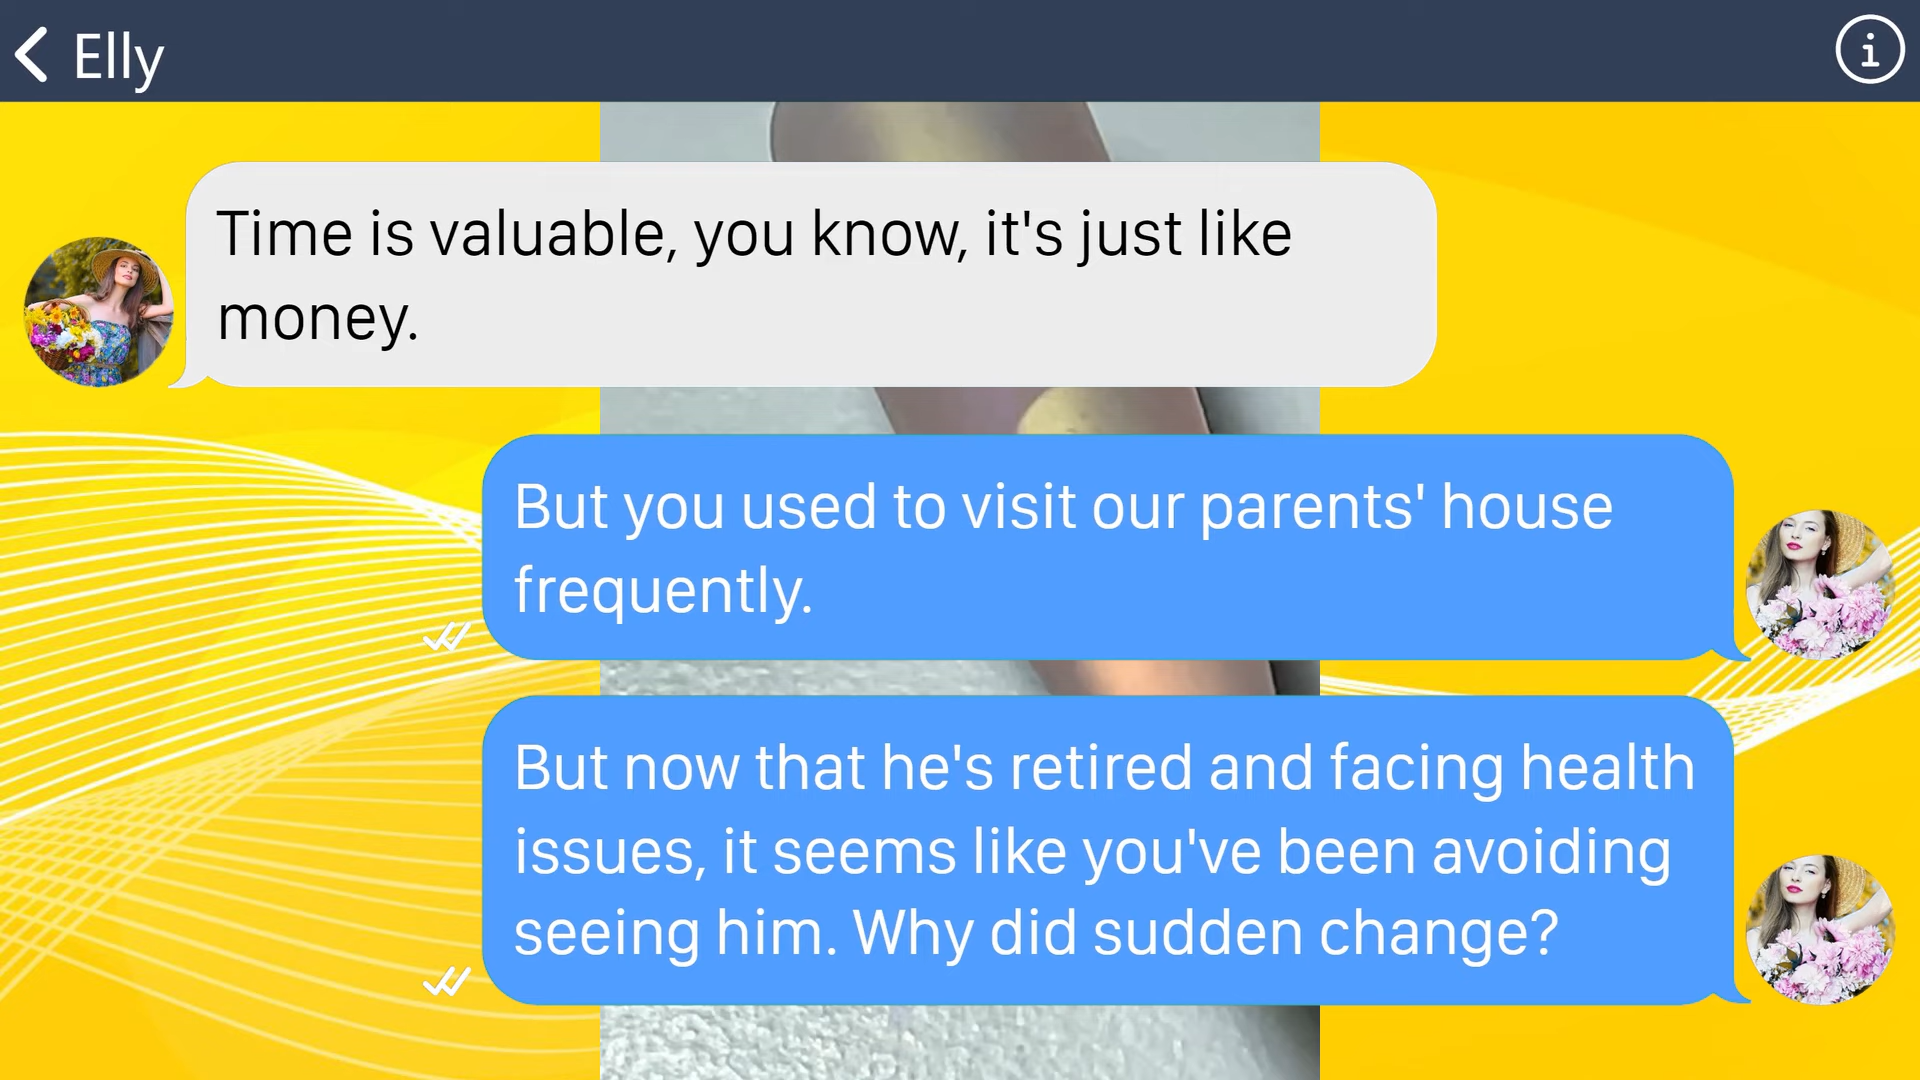 Elly
Time is valuable, you know, it's just like
money.
But you used to visit our parents' house
frequently.
But now that he's retired and facing health
issues, it seems like you've been avoiding
seeing him. Why did sudden change?